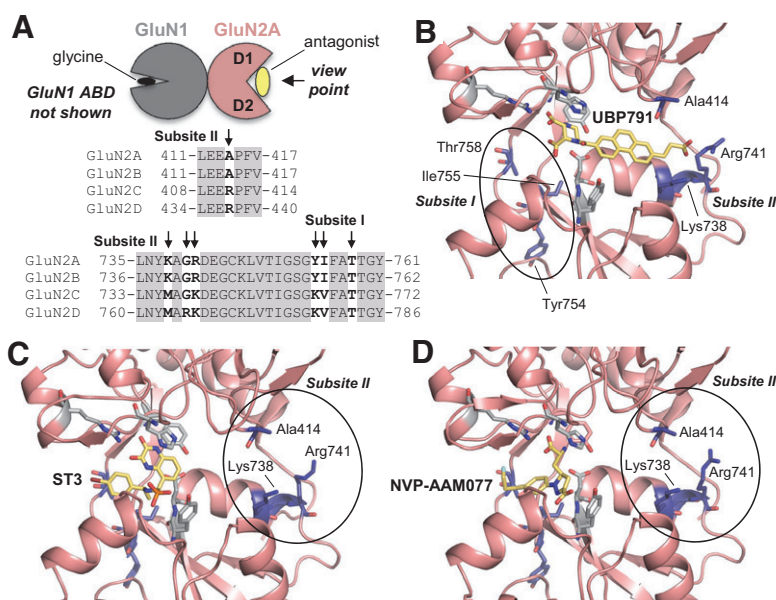 A
GluN1 GluN2A
glycine
antagonist
D1
D2
view
point
GluN1 ABD
not shown
Subsite II
GluN2A 411-LEEAPFV-417
GluN2B 411-LEEAPFV-417
GluN2C 408-LEERPFV-414
GluN2D 434-LEERPFV-440
Subsite II Subsite I
GluN2A 735-LNYKAGRDEGCKLVTIGSGYIFATTGY-761
GluN2B 736-LNYKAGRDEGCKLVTIGSGYIFATTGY-762
GluN2C 733-LNYMAGKDEGCKLVTIGSGKVFATTGY-772
GluN2D 760-LNYMARKDEGCKLVTIGSGKVFATTGY-786
B
UBP791
Ala414
Thr758
Arg741
Ile755
Subsite I
Subsite II
Lys738
Tyr754
C
Subsite II
Ala414
Arg741
Lys738
ST3
D
Subsite II
Ala414
Lys738
Arg741
NVP-AAM077